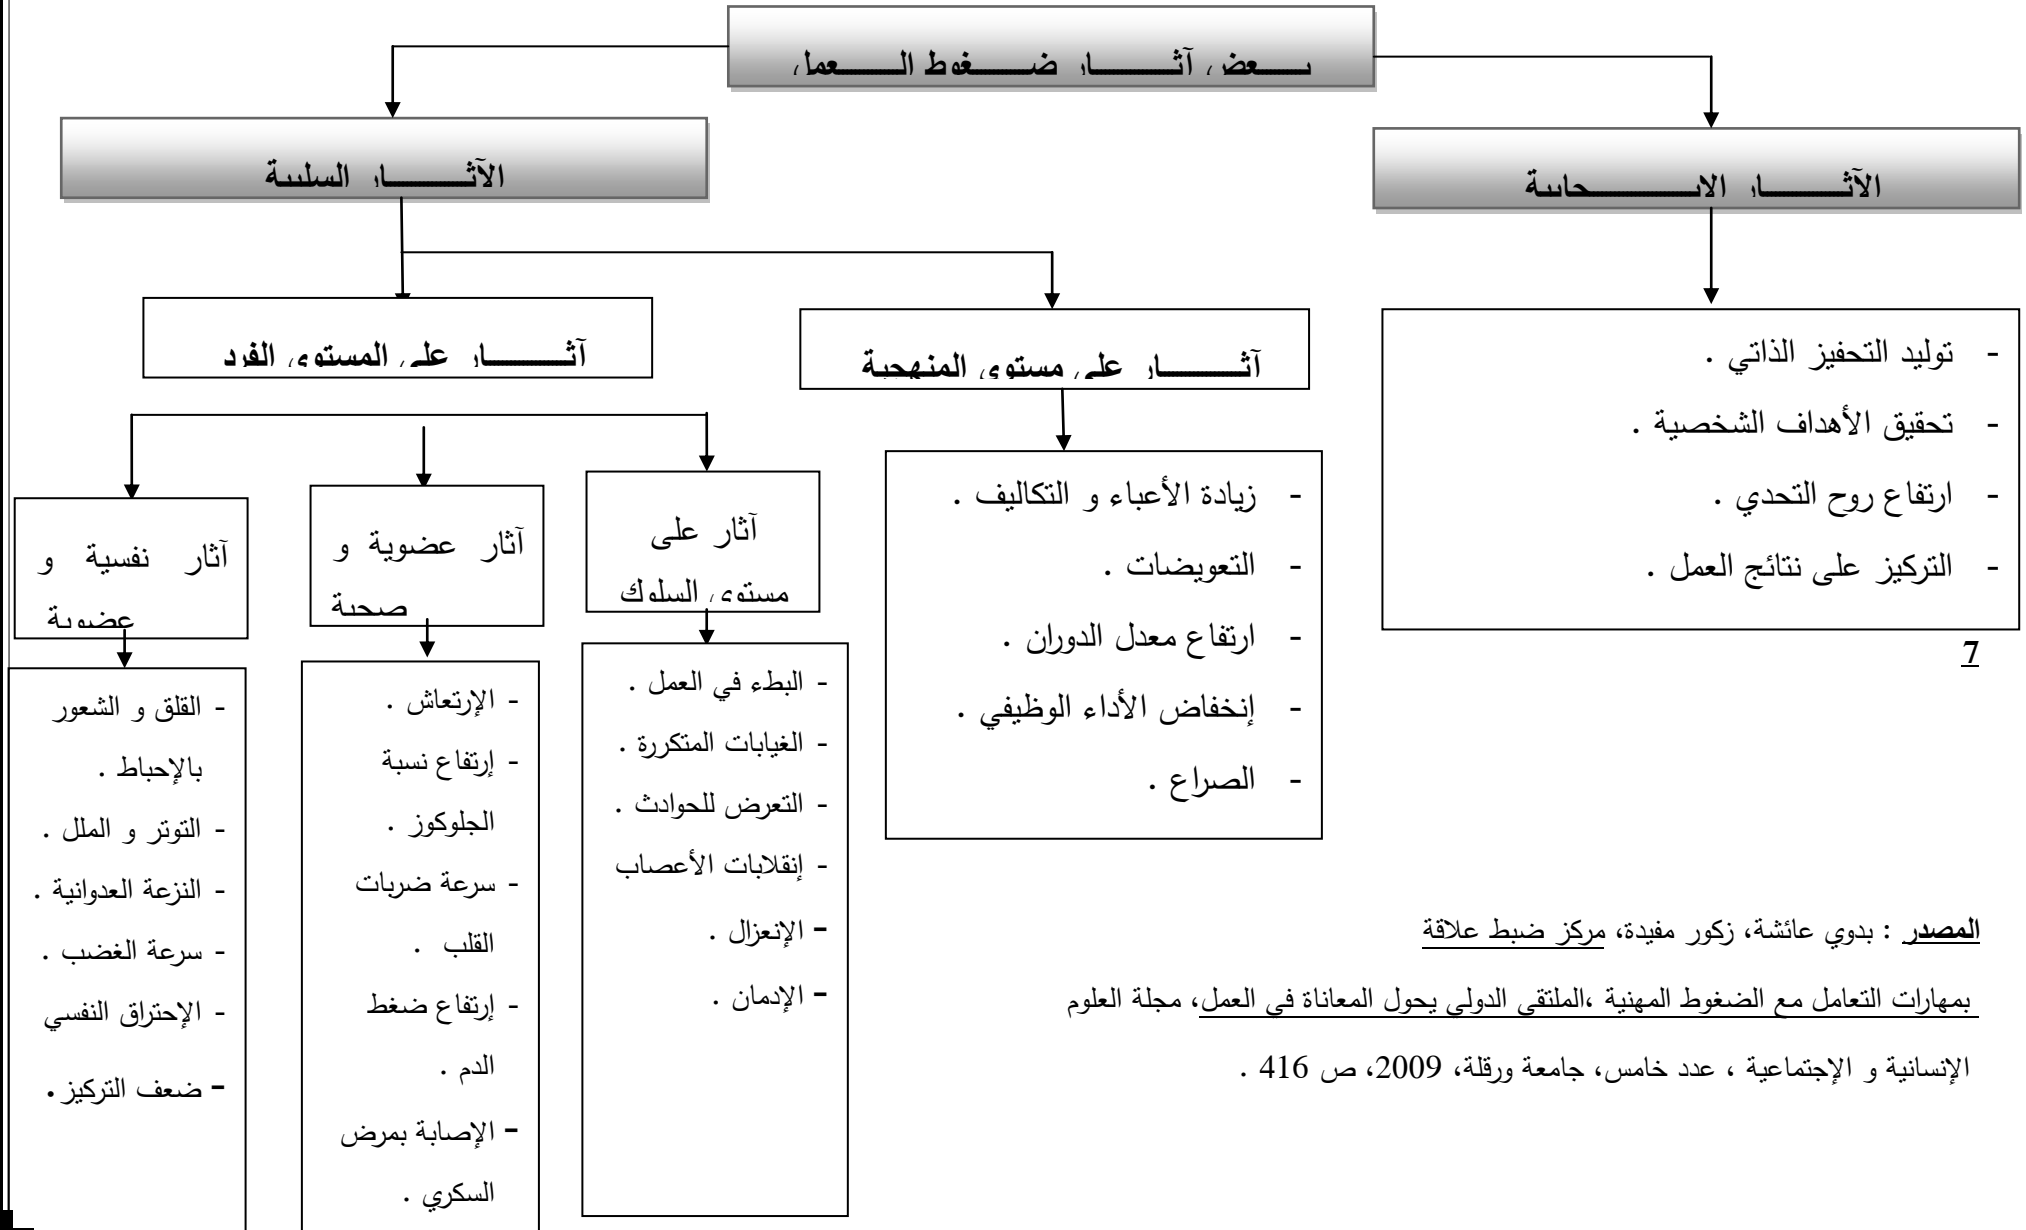 بعض آثار ضغوط العمل
الآثار الايجابية
الآثار السلبية
- توليد التحفيز الذاتي .
- تحقيق الأهداف الشخصية .
- ارتفاع روح التحدي .
- التركيز على نتائج العمل .
7
آثار على مستوى المنهجية
- زيادة الأعباء و التكاليف .
- التعويضات .
- ارتفاع معدل الدوران .
- إنخفاض الأداء الوظيفي .
- الصراع .
آثار على المستوى الفرد
آثار على
مستوى السلوك
- البطء في العمل .
- الغيابات المتكررة .
- التعرض للحوادث .
- إنقلابات الأعصاب
- الإنعزال .
- الإدمان .
آثار عضوية و
صحية
- الإرتعاش .
- إرتفاع نسبة
الجلوكوز .
- سرعة ضربات
القلب .
- إرتفاع ضغط
الدم .
- الإصابة بمرض
السكري .
آثار نفسية و
عضوية
- القلق و الشعور
بالإحباط .
- التوتر و الملل .
- النزعة العدوانية .
- سرعة الغضب .
- الإحتراق النفسي
- ضعف التركيز .
المصدر : بدوي عائشة، زكور مفيدة، مركز ضبط علاقة
بمهارات التعامل مع الضغوط المهنية ،الملتقى الدولي يحول المعاناة في العمل، مجلة العلوم
الإنسانية و الإجتماعية ، عدد خامس، جامعة ورقلة، 2009، ص 416 .